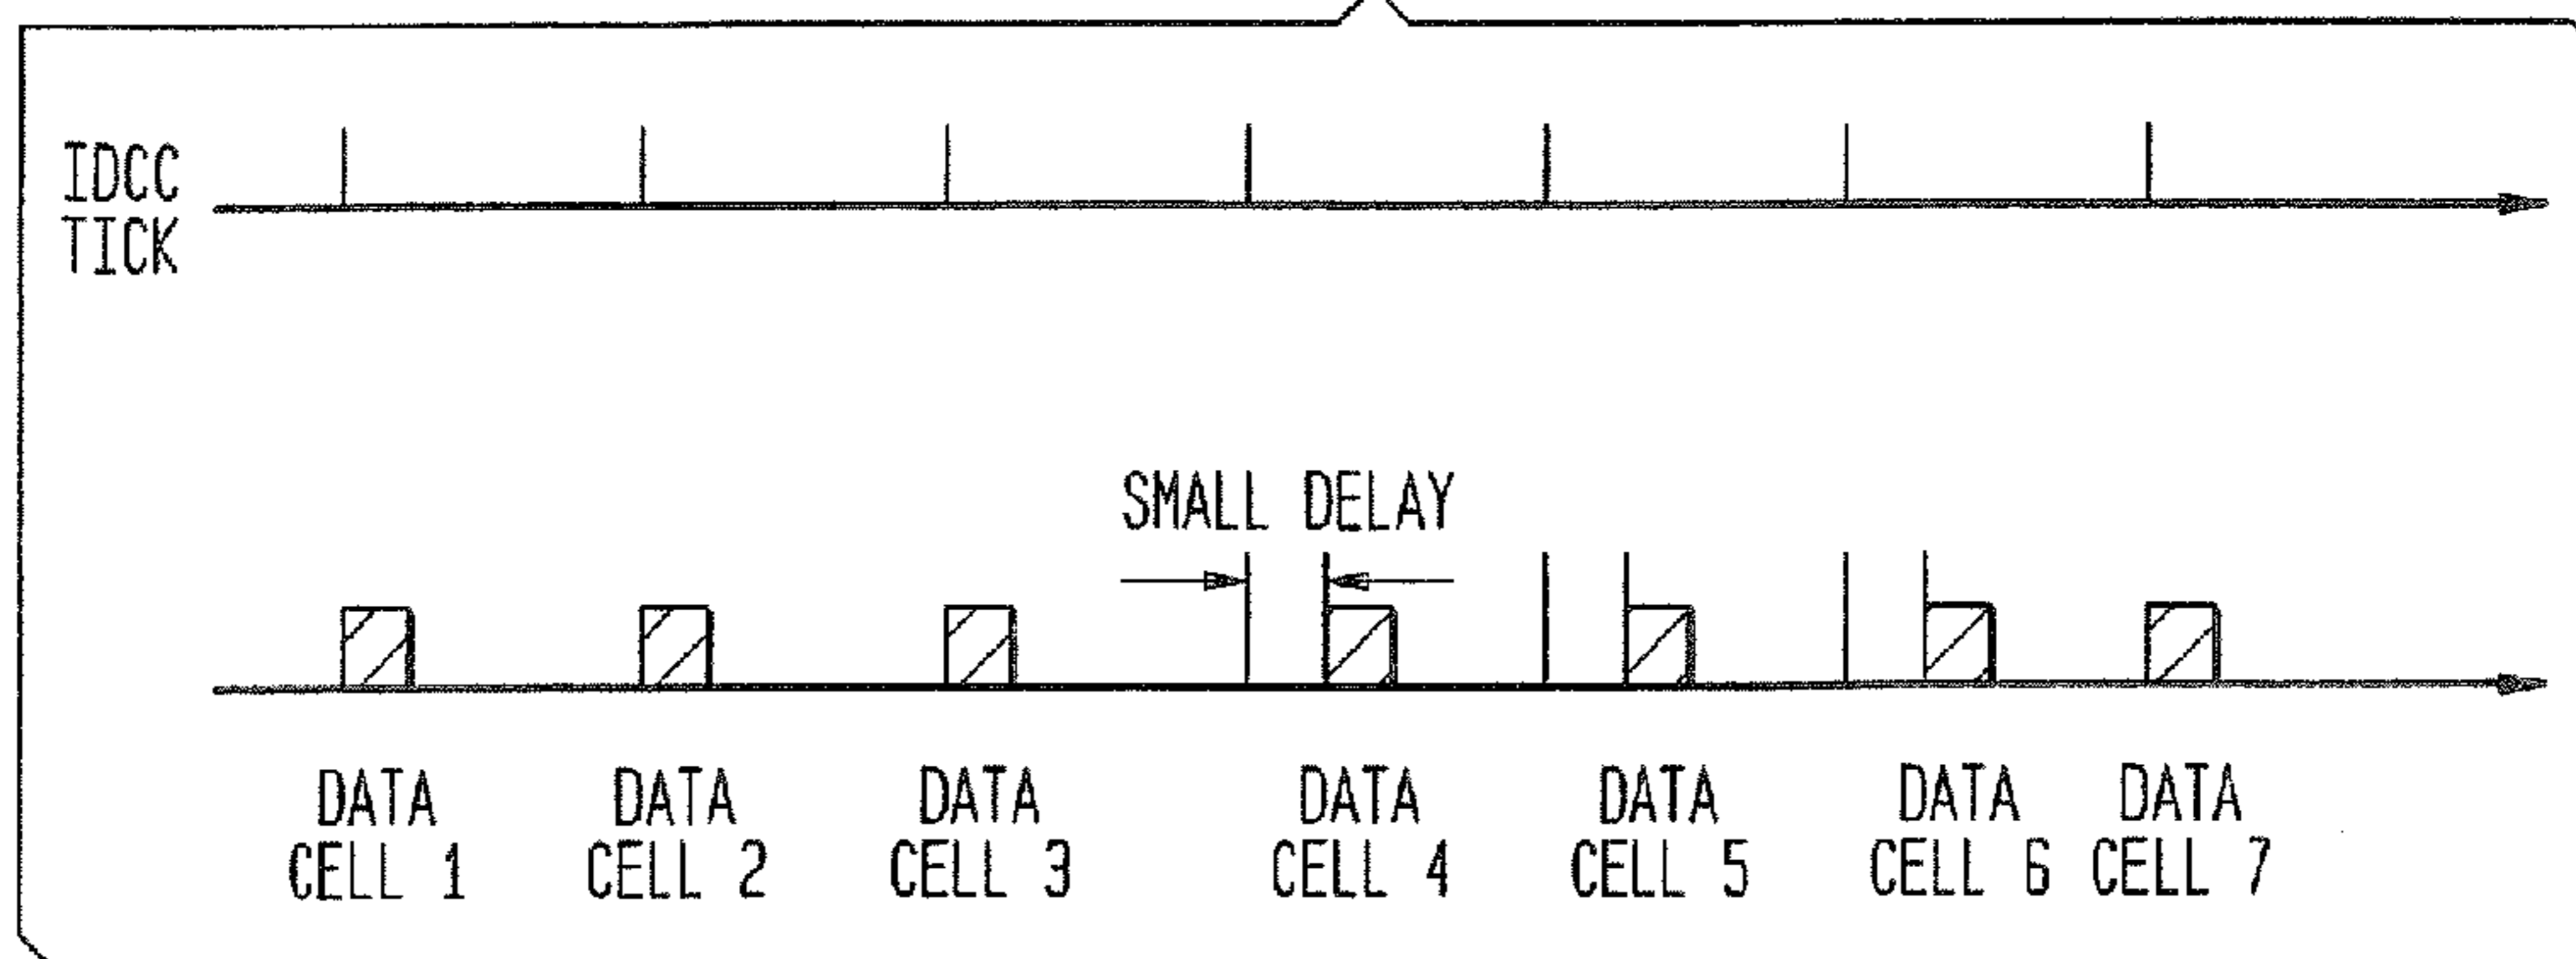 IDCC
TICK
SMALL DELAY
DATA
CELL 1
DATA
CELL 2
DATA
CELL 3
DATA
CELL 4
DATA
CELL 5
DATA
CELL 6
DATA
CELL 7